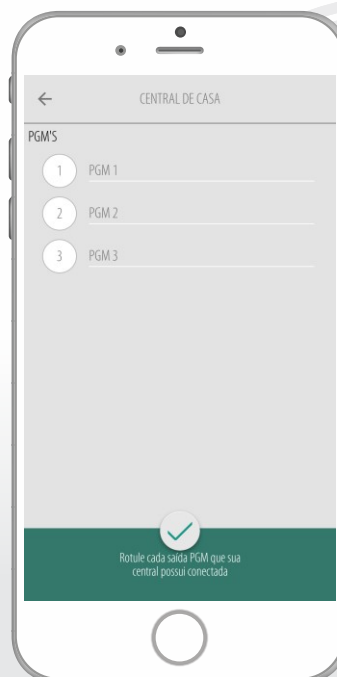 CENTRAL DE CASA
PGM'S
1 PGM 1
2 PGM 2
3 PGM 3
Rotule cada saída PGM que sua
central possui conectada